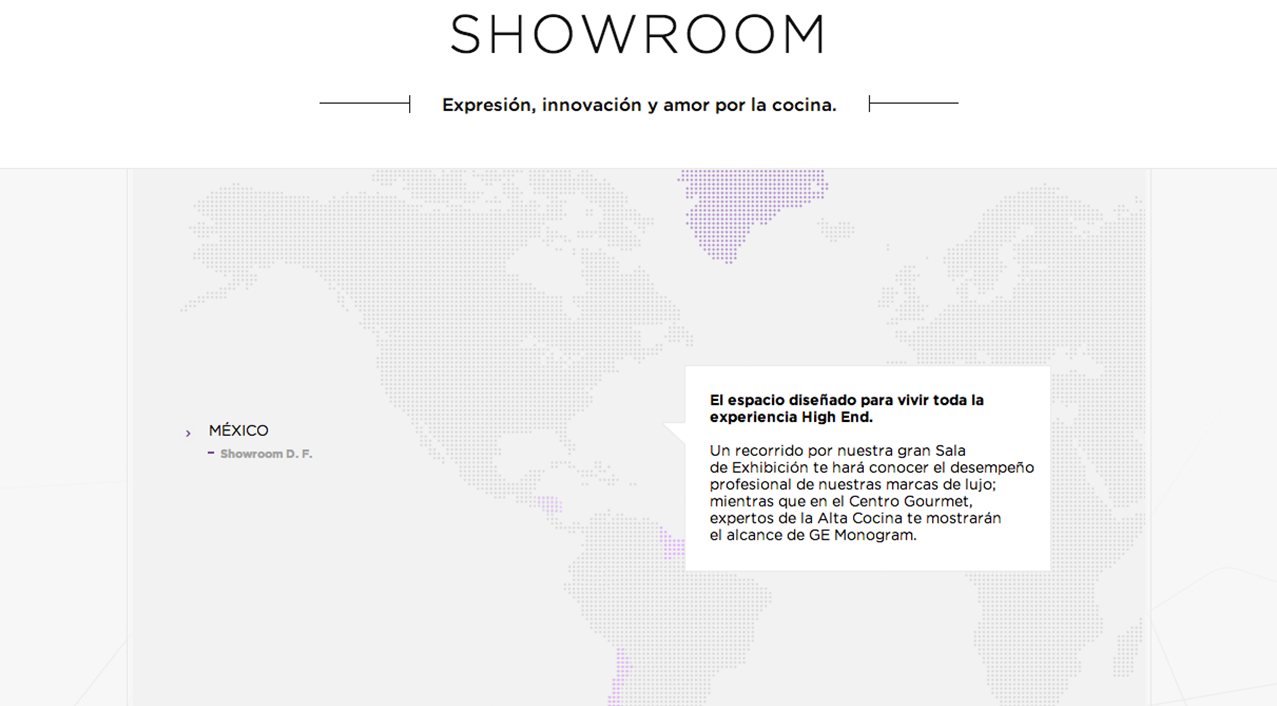 SHOWROOM
Expresión, innovación y amor por la cocina.
El espacio diseñado para vivir toda la
experiencia High End.
Un recorrido por nuestra gran Sala
de Exhibición te hará conocer el desempeño
profesional de nuestras marcas de lujo;
mientras que en el Centro Gourmet,
expertos de la Alta Cocina te mostrarán
el alcance de GE Monogram.
› MÉXICO
– Showroom D. F.